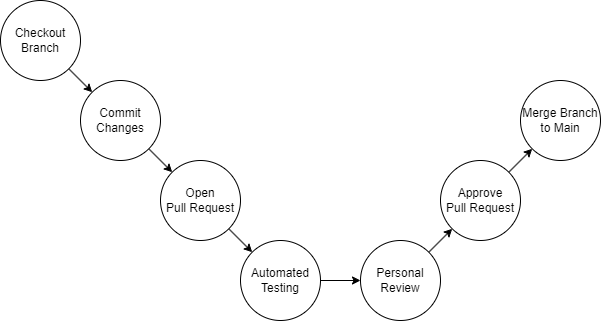 Checkout
Branch
Commit
Changes
Open
Pull Request
Automated
Testing
Personal
Review
Approve
Pull Request
Merge Branch
to Main